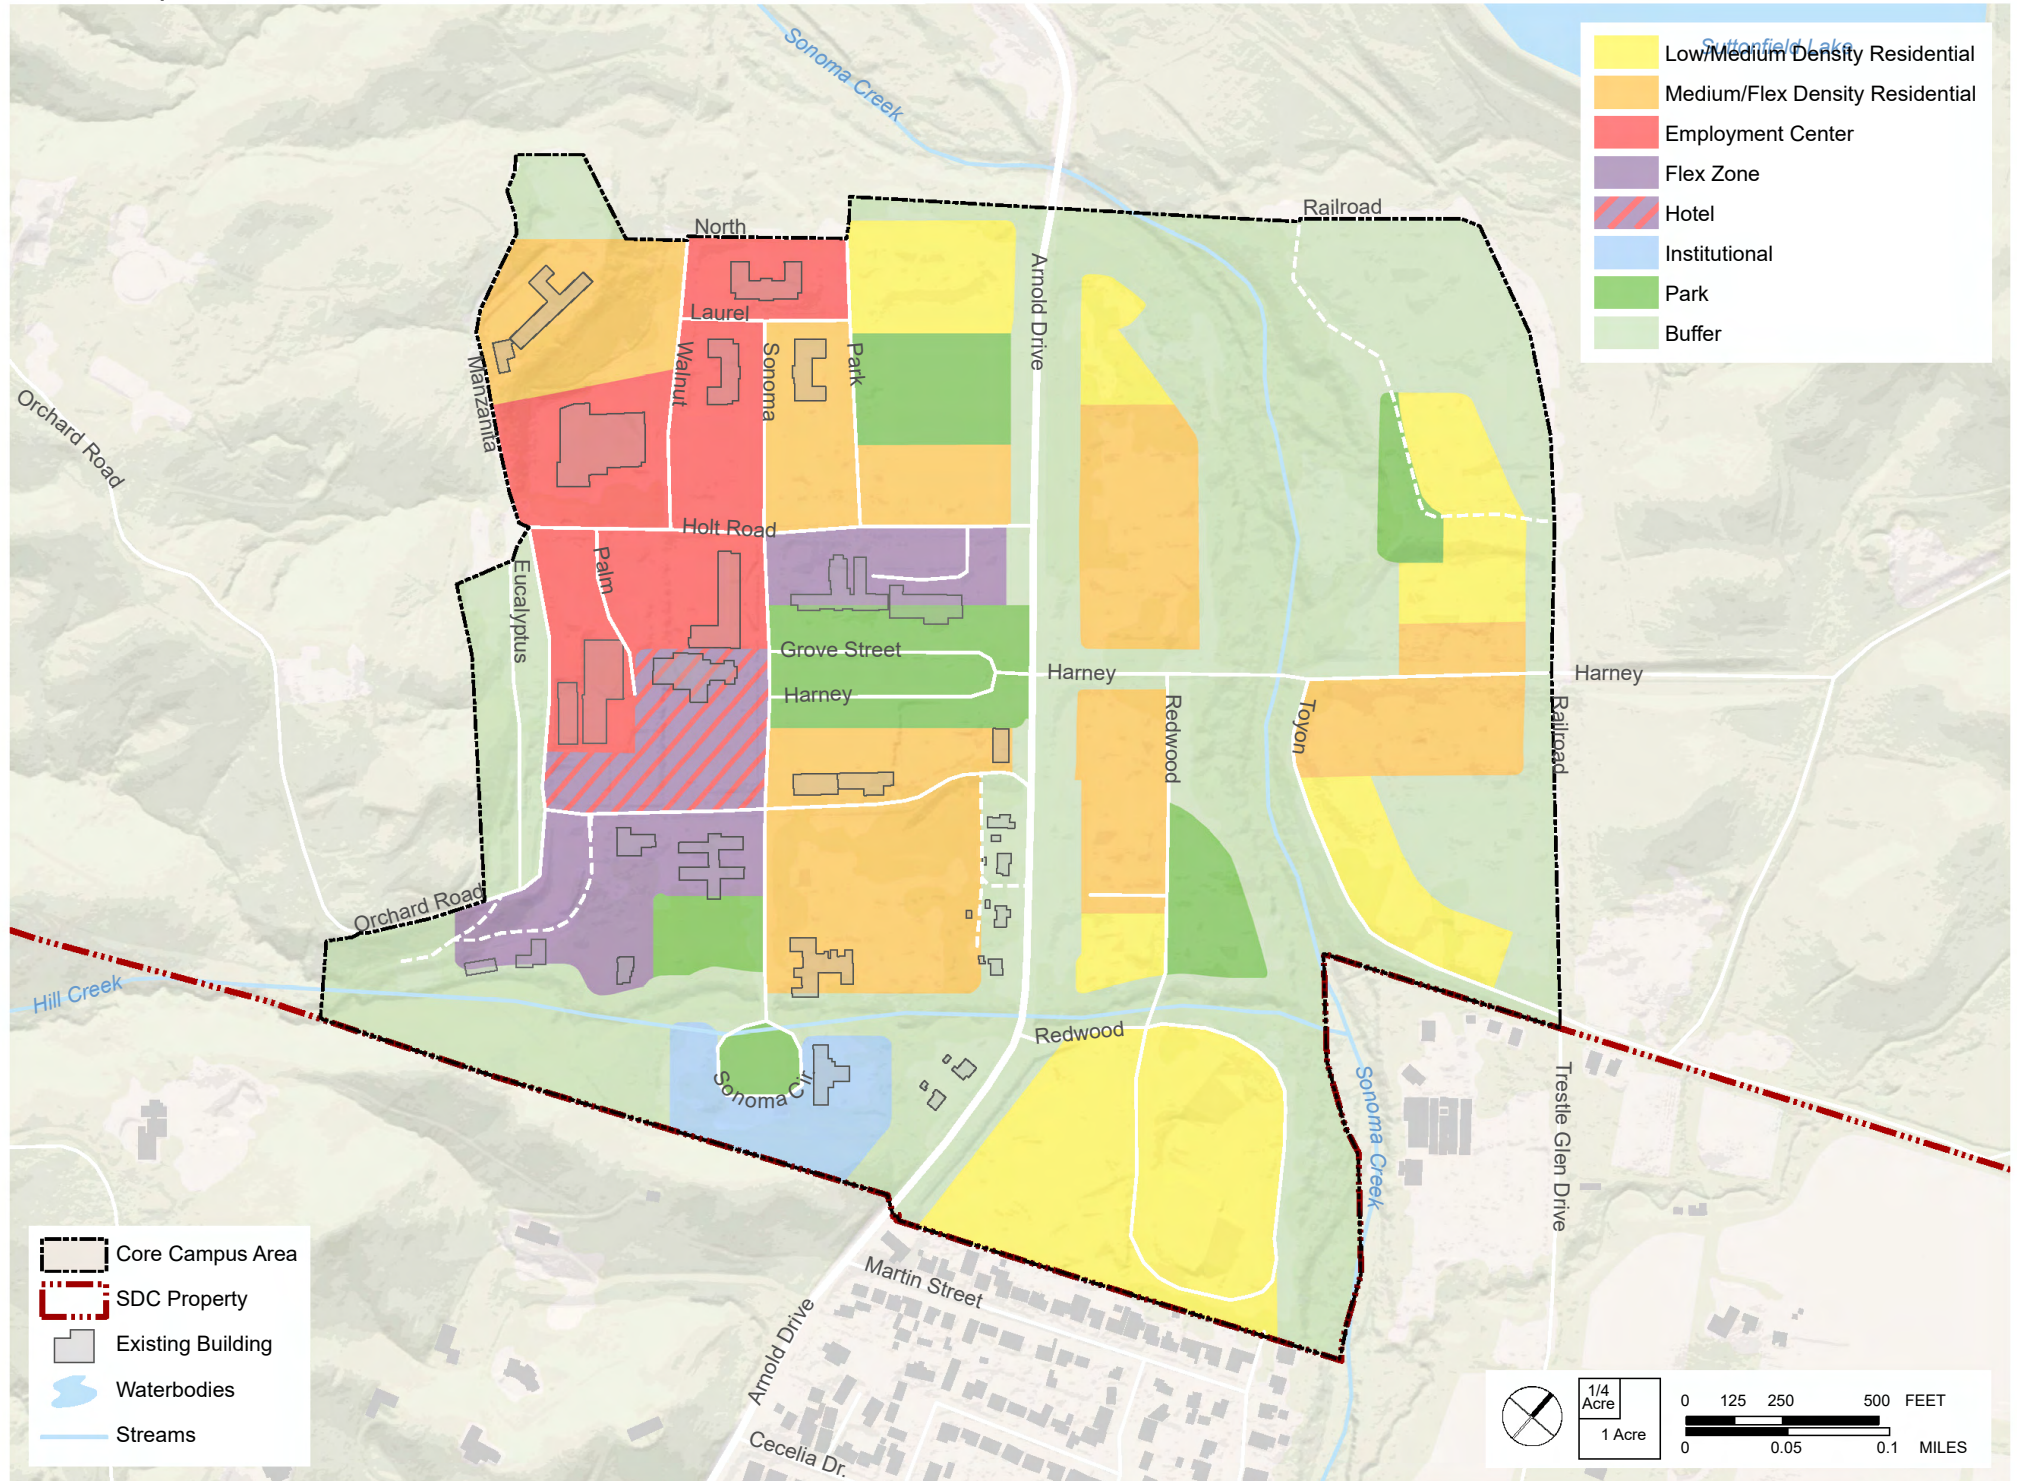 Sonoma Creek
Suttonfield Lake
Low/Medium Density Residential
Medium/Flex Density Residential
Employment Center
Flex Zone
Hotel
Institutional
Park
Buffer
North
Railroad
Arnold Drive
Laurel
Manzanita
Walnut
Sonoma
Park
Orchard Road
Holt Road
Palm
Eucalyptus
Grove Street
Harney
Harney
Harney
Redwood
Toyon
Railroad
Orchard Road
Hill Creek
Redwood
Sonoma Cir.
Sonoma Creek
Trestle Glen Drive
Martin Street
Arnold Drive
Cecelia Dr.
Core Campus Area
SDC Property
Existing Building
Waterbodies
Streams
1/4
Acre
1 Acre
0 125 250 500 FEET
0 0.05 0.1 MILES